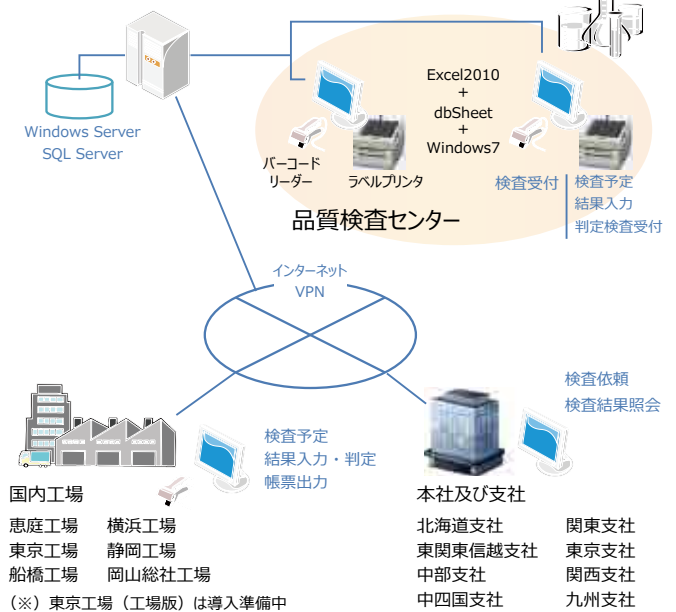 Windows Server
SQL Server
Excel2010
+
dbSheet
+
Windows7
バーコード
リーダー
ラベルプリンタ
検査受付
検査予定
結果入力
判定検査受付
品質検査センター
インターネット
VPN
検査依頼
検査結果照会
検査予定
結果入力・判定
帳票出力
国内工場
恵庭工場 横浜工場
東京工場 静岡工場
船橋工場 岡山総社工場
（※）東京工場（工場版）は導入準備中
本社及び支社
北海道支社 関東支社
東関東信越支社 東京支社
中部支社 関西支社
中四国支社 九州支社